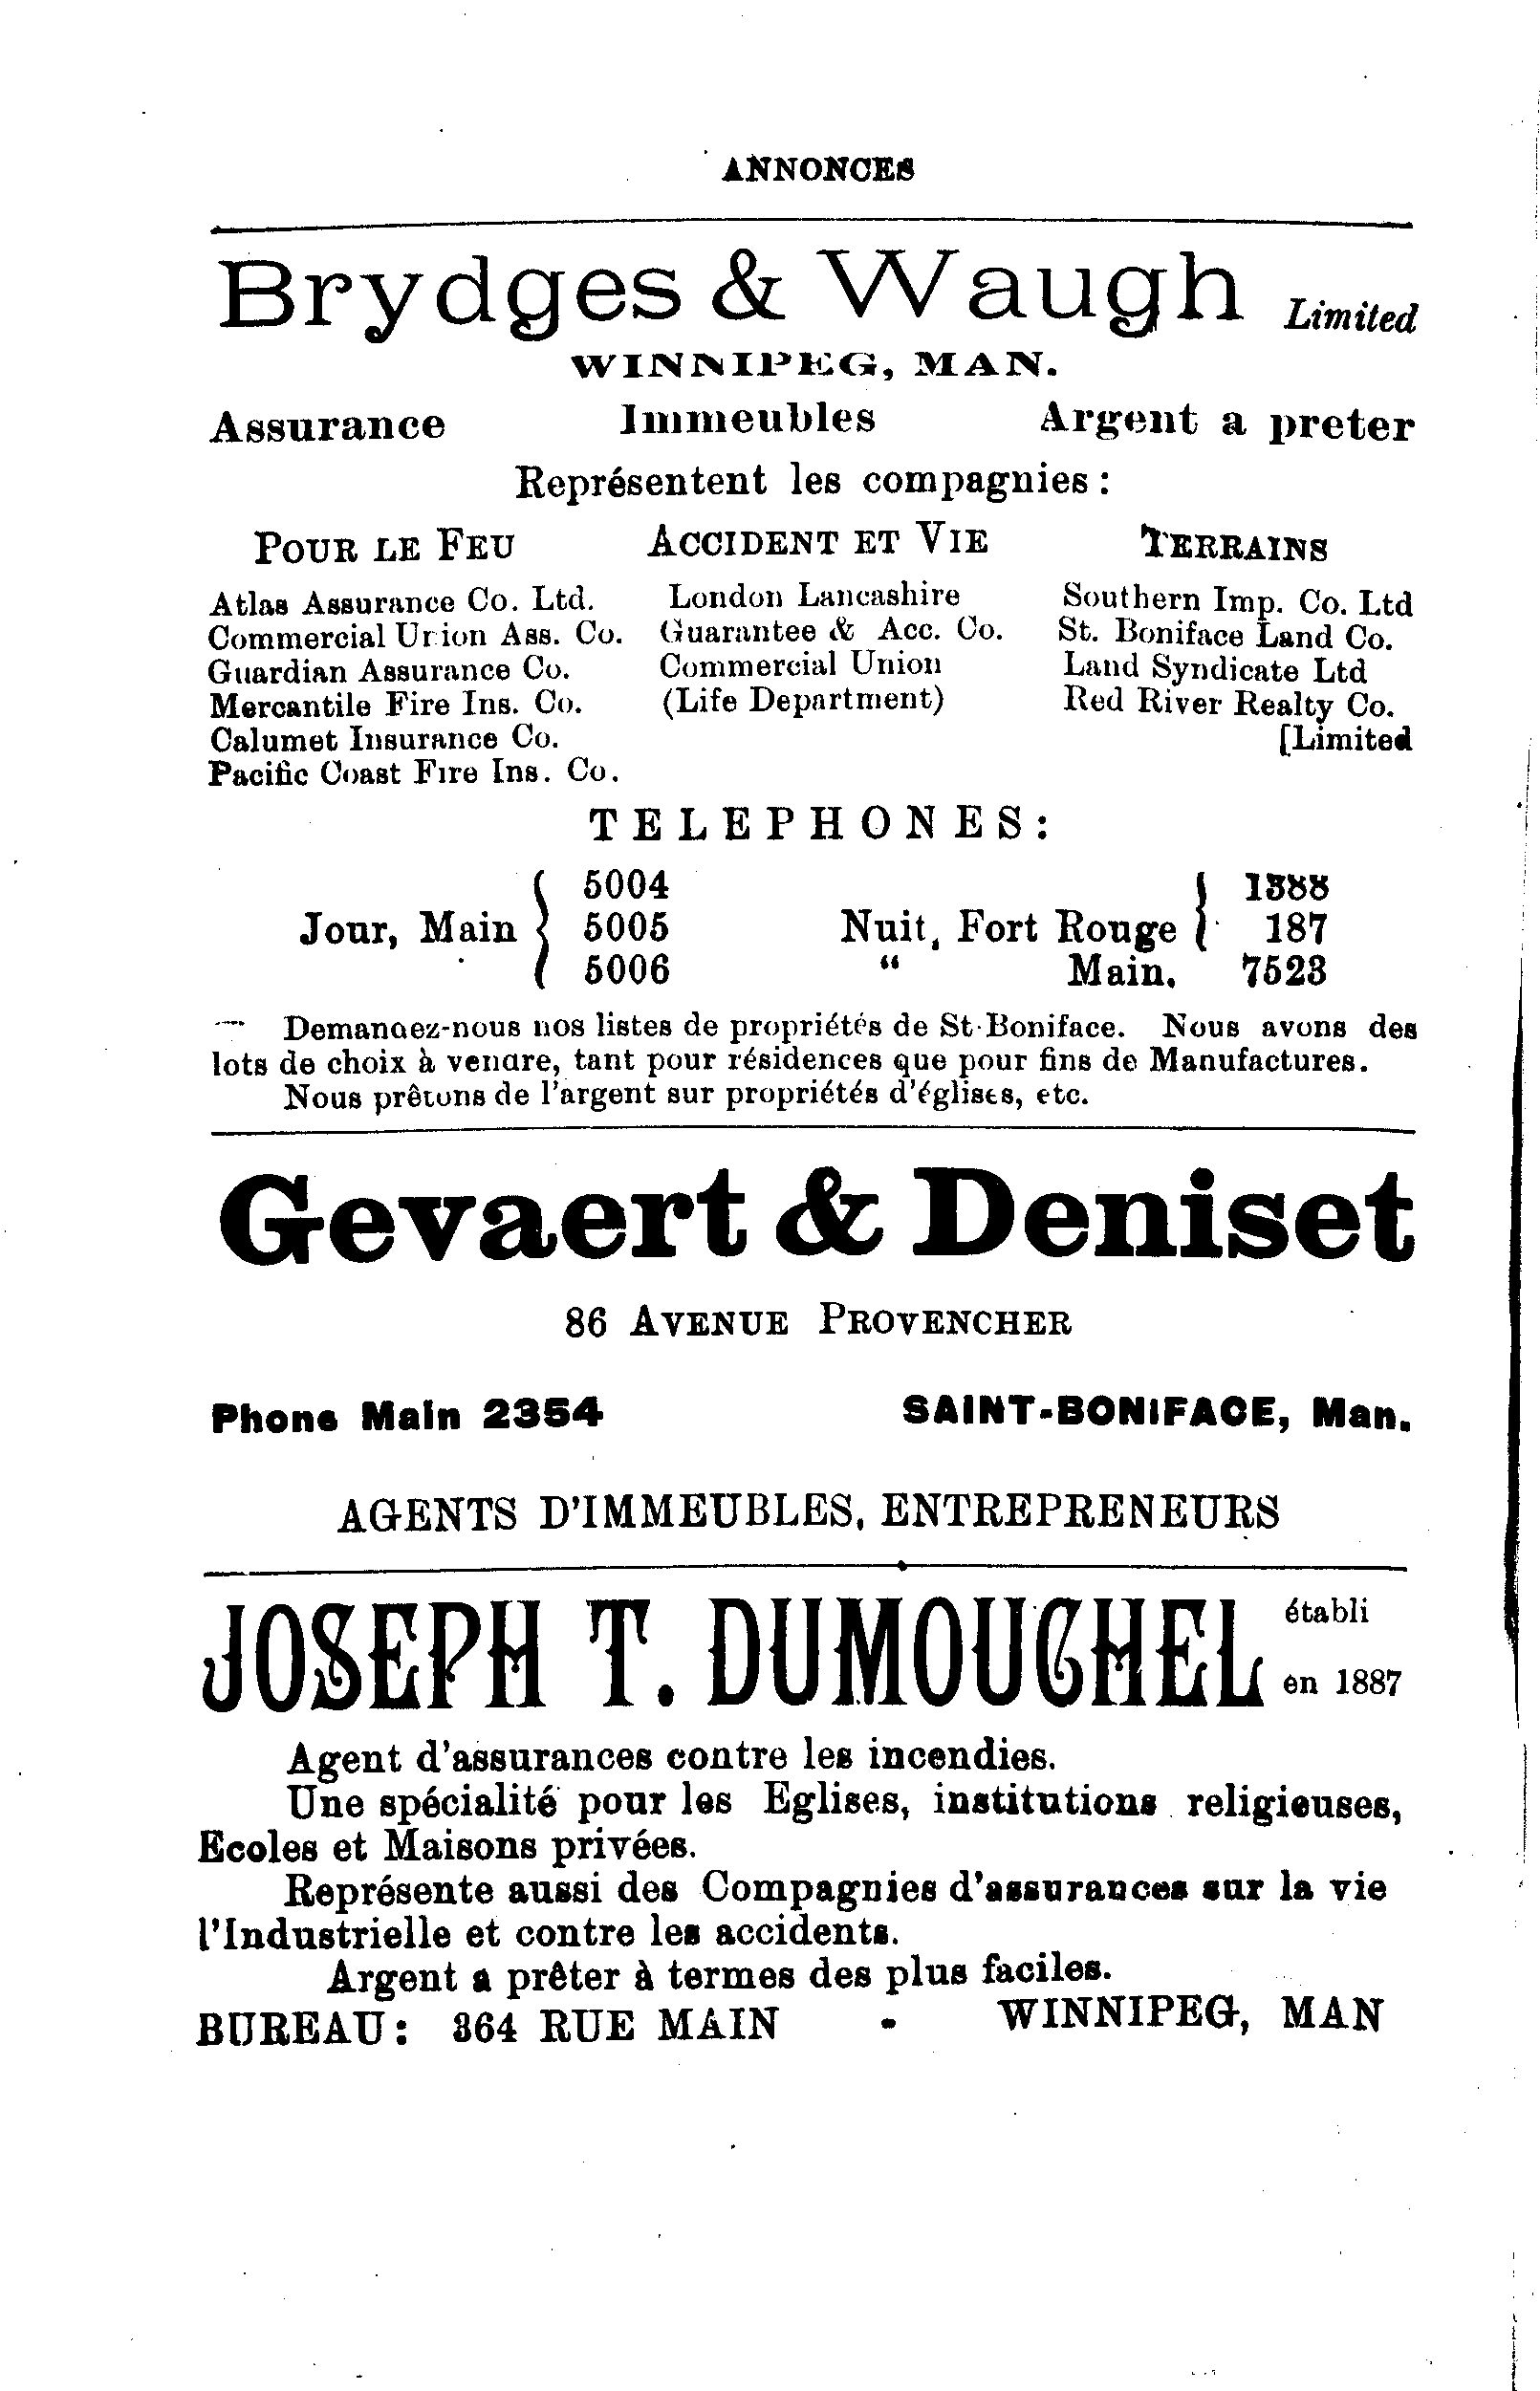 ANNONCES
Brydges & Waugh Limited
WINNIPEG, MAN.
Assurance Immeubles Argent a preter
Représentent les compagnies :
POUR LE FEU ACCIDENT ET VIE TERRAINS
Atlas Assurance Co. Ltd. London Lancashire Southern Imp. Co. Ltd
Commercial Union Ass. Co. Guarantee & Acc. Co. St. Boniface Land Co.
Guardian Assurance Co. Commercial Union Land Syndicate Ltd
Mercantile Fire Ins. Co. (Life Department) Red River Realty Co.
Calumet Insurance Co. [Limited
Pacific Coast Fire Ins. Co.
TELEPHONES:
5004 1388
Jour, Main { 5005 Nuit, Fort Rouge } 187
5006 “ Main. 7523
Demandez-nous nos listes de propriétés de St-Boniface. Nous avons des
lots de choix à vendre, tant pour résidences que pour fins de Manufactures.
Nous prêtons de l'argent sur propriétés d'églises, etc.
Gevaert & Deniset
86 AVENUE PROVENCHER
Phone Main 2354 SAINT-BONIFACE, Man.
AGENTS D'IMMEUBLES, ENTREPRENEURS
JOSEPH T. DUMOUCHEL établi
en 1887
Agent d'assurances contre les incendies.
Une spécialité pour les Eglises, institutions religieuses,
Ecoles et Maisons privées.
Représente aussi des Compagnies d'assurances sur la vie
l'Industrielle et contre les accidents.
Argent a prêter à termes des plus faciles.
BUREAU: 364 RUE MAIN - WINNIPEG, MAN